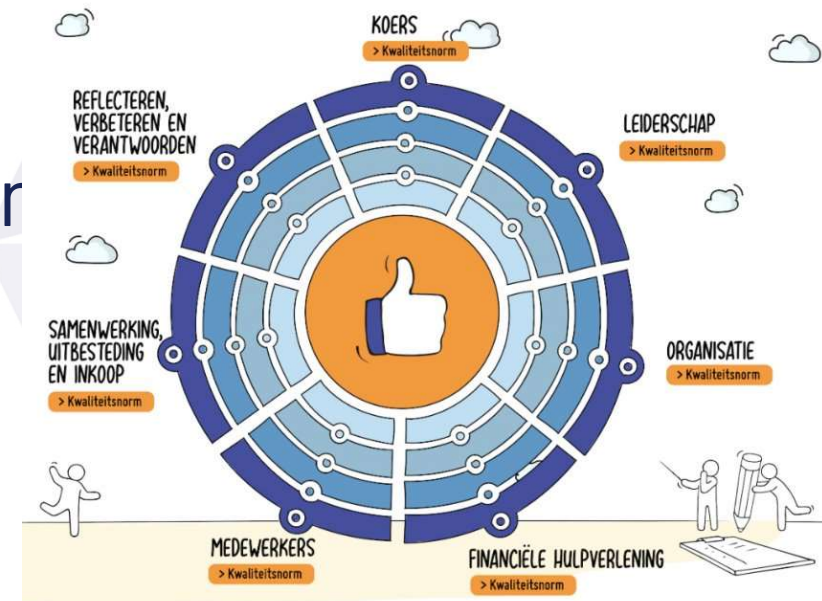 KOERS
> Kwaliteitsnorm
REFLECTEREN,
VERBETEREN EN
VERANTWOORDEN
> Kwaliteitsnorm
LEIDERSCHAP
> Kwaliteitsnorm
r
SAMENWERKING,
UITBESTEDING
EN INKOOP
> Kwaliteitsnorm
ORGANISATIE
> Kwaliteitsnorm
MEDEWERKERS
> Kwaliteitsnorm
FINANCIËLE HULPVERLENING
> Kwaliteitsnorm